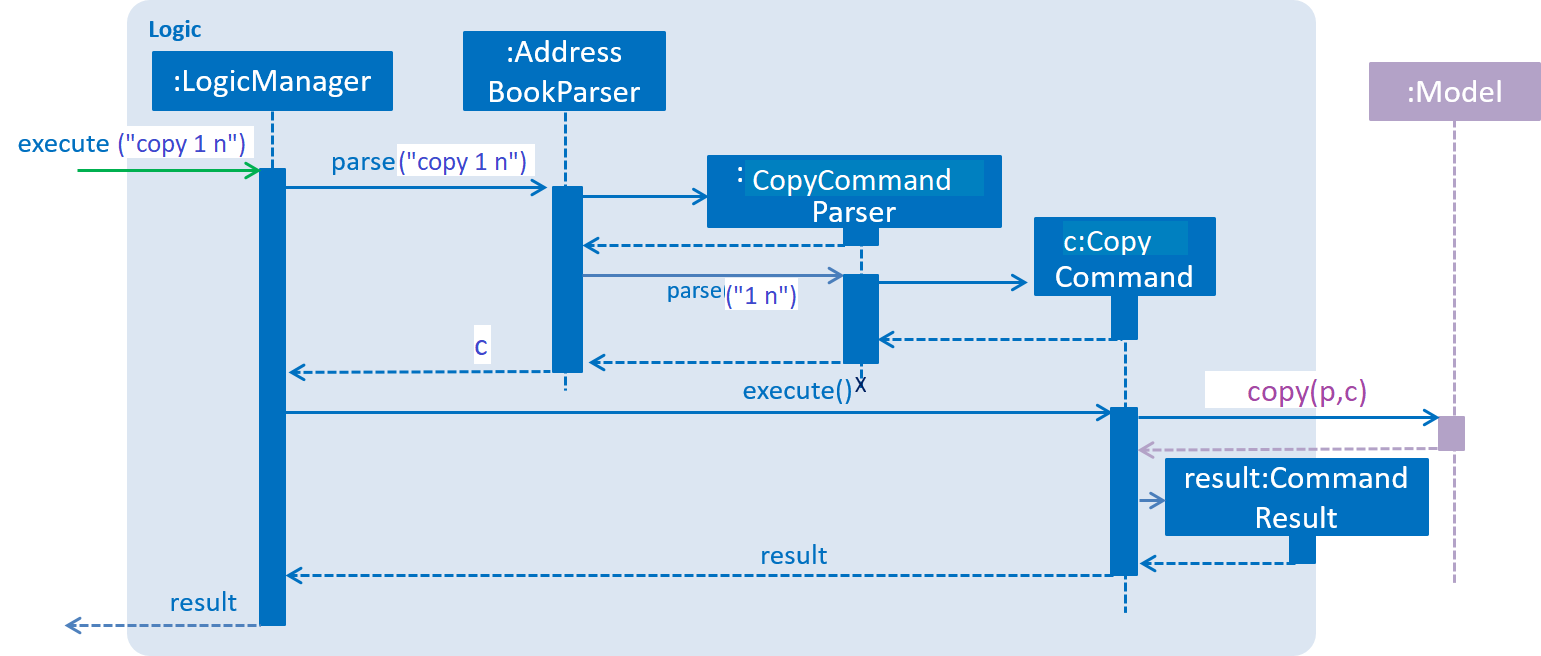 Logic
:LogicManager
:Address
BookParser
:Model
execute ("copy 1 n")
parse("copy 1 n")
: CopyCommand
Parser
c:Copy
Command
parse("1 n")
c
execute()
X
copy(p,c)
result:Command
Result
result
result